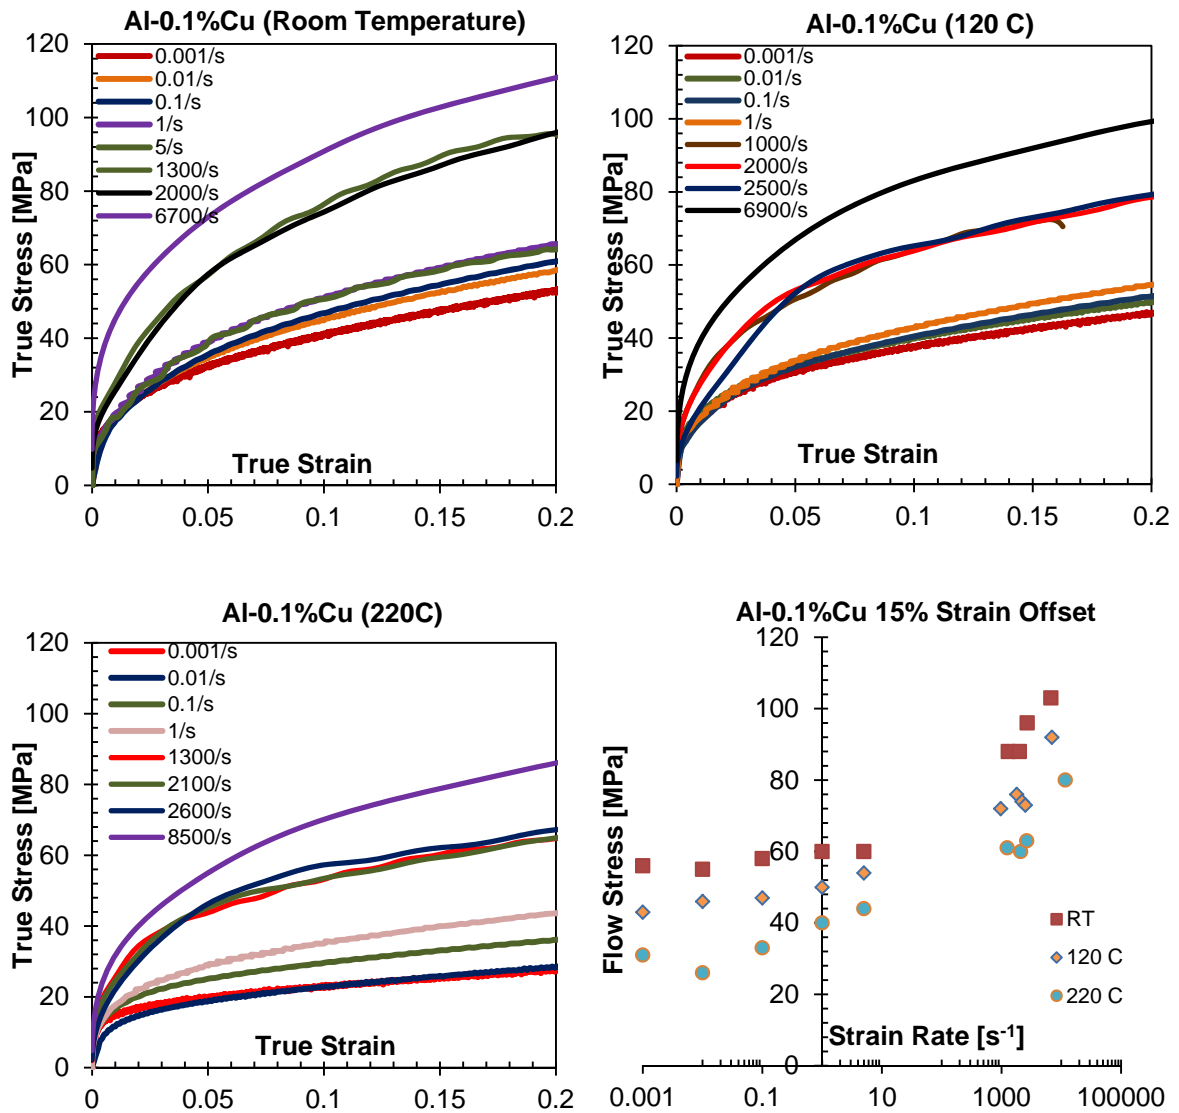 Al-0.1%Cu (Room Temperature)
120
100
80
60
40
20
0
True Stress [MPa]
0.001/s
0.01/s
0.1/s
1/s
5/s
1300/s
2000/s
6700/s
True Strain
0
0.05
0.1
0.15
0.2
Al-0.1%Cu (120 C)
120
100
80
60
40
20
0
True Stress [MPa]
0.001/s
0.01/s
0.1/s
1/s
1000/s
2000/s
2500/s
6900/s
True Strain
0
0.05
0.1
0.15
0.2
Al-0.1%Cu (220C)
120
100
80
60
40
20
0
True Stress [MPa]
0.001/s
0.01/s
0.1/s
1/s
1300/s
2100/s
2600/s
8500/s
True Strain
0
0.05
0.1
0.15
0.2
Al-0.1%Cu 15% Strain Offset
120
100
80
60
40
20
0
Flow Stress [MPa]
RT
120 C
220 C
Strain Rate [s-1]
0.001
0.1
10
1000
100000